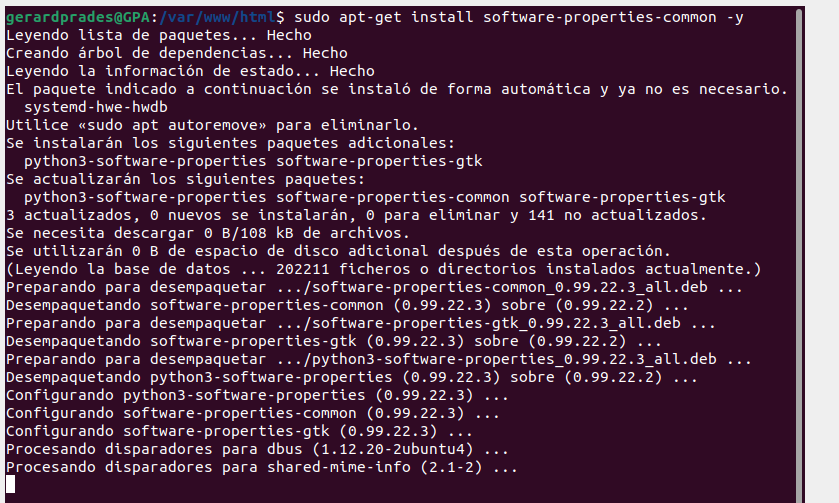 gerardprades@GPA:/var/www/html$ sudo apt-get install software-properties-common -y
Leyendo lista de paquetes... Hecho
Creando árbol de dependencias... Hecho
Leyendo la información de estado... Hecho
El paquete indicado a continuación se instaló de forma automática y ya no es necesario.
  systemd-hwe-hwdb
Utilice «sudo apt autoremove» para eliminarlo.
Se instalarán los siguientes paquetes adicionales:
  python3-software-properties software-properties-gtk
Se actualizarán los siguientes paquetes:
  python3-software-properties software-properties-common software-properties-gtk
3 actualizados, 0 nuevos se instalarán, 0 para eliminar y 141 no actualizados.
Se necesita descargar 0 B/108 kB de archivos.
Se utilizarán 0 B de espacio de disco adicional después de esta operación.
(Leyendo la base de datos ... 202211 ficheros o directorios instalados actualmente.)
Preparando para desempaquetar .../software-properties-common_0.99.22.3_all.deb ...
Desempaquetando software-properties-common (0.99.22.3) sobre (0.99.22.2) ...
Preparando para desempaquetar .../software-properties-gtk_0.99.22.3_all.deb ...
Desempaquetando software-properties-gtk (0.99.22.3) sobre (0.99.22.2) ...
Preparando para desempaquetar .../python3-software-properties_0.99.22.3_all.deb ...
Desempaquetando python3-software-properties (0.99.22.3) sobre (0.99.22.2) ...
Configurando python3-software-properties (0.99.22.3) ...
Configurando software-properties-common (0.99.22.3) ...
Configurando software-properties-gtk (0.99.22.3) ...
Procesando disparadores para dbus (1.12.20-2ubuntu4) ...
Procesando disparadores para shared-mime-info (2.1-2) ...